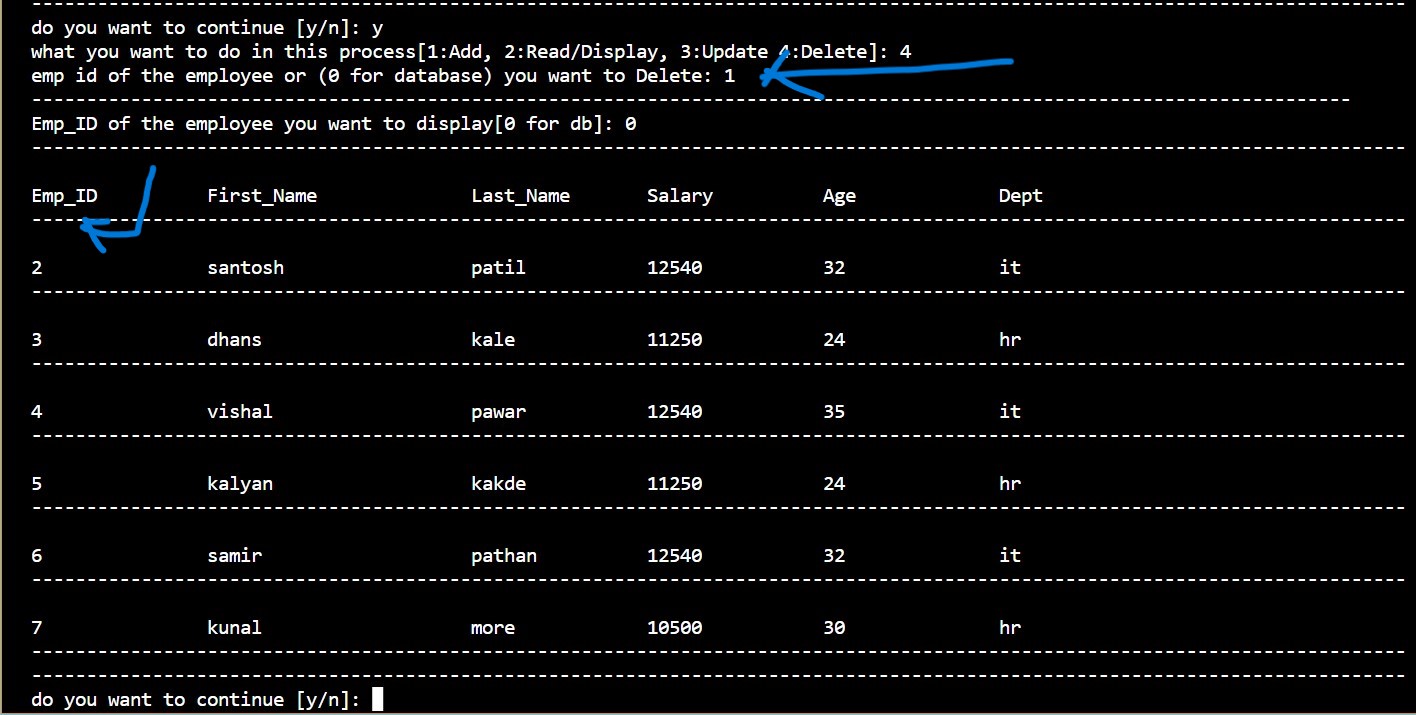 do you want to continue [y/n]: y
what you want to do in this process[1:Add, 2:Read/Display, 3:Update 4:Delete]: 4
emp id of the employee or (0 for database) you want to Delete: 1
Emp_ID of the employee you want to display[0 for db]: 0
Emp_ID First_Name Last_Name Salary Age Dept
2 santosh patil 12540 32 it
3 dhans kale 11250 24 hr
4 vishal pawar 12540 35 it
5 kalyan kakde 11250 24 hr
6 samir pathan 12540 32 it
7 kunal more 10500 30 hr
do you want to continue [y/n]: